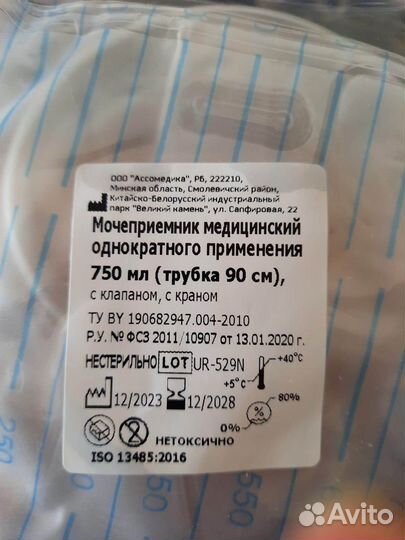 ООО "Ассомедика", РБ, 222210,
Минская область, Смолевичский район,
Китайско-Белорусский индустриальный
парк "Великий камень", ул. Сапфировая, 22
Мочеприемник медицинский
однократного применения
750 мл (трубка 90 см),
с клапаном, с краном
ТУ BY 190682947.004-2010
Р.У. № ФСЗ 2011/10907 от 13.01.2020 г.
НЕСТЕРИЛЬНО LOT UR-529N
+5°C +40°C
12/2023 12/2028
0% 80%
НЕТОКСИЧНО
ISO 13485:2016
250
550
Avito